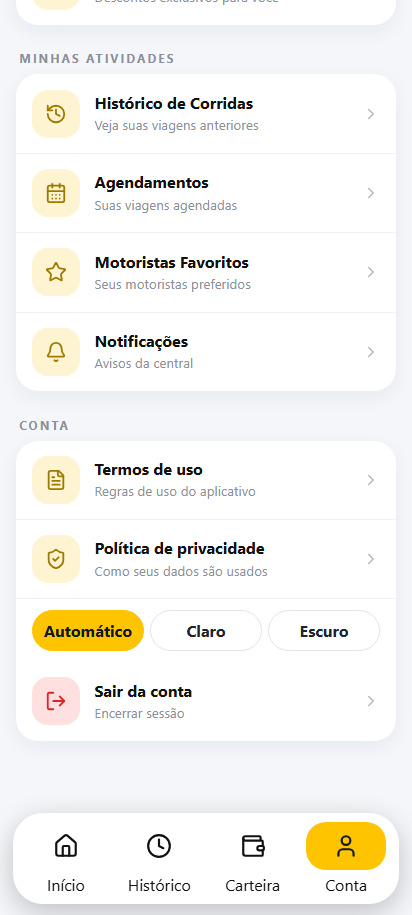 Descontos exclusivos para você
MINHAS ATIVIDADES
Histórico de Corridas
Veja suas viagens anteriores
Agendamentos
Suas viagens agendadas
Motoristas Favoritos
Seus motoristas preferidos
Notificações
Avisos da central
CONTA
Termos de uso
Regras de uso do aplicativo
Política de privacidade
Como seus dados são usados
Automático
Claro
Escuro
Sair da conta
Encerrar sessão
Início
Histórico
Carteira
Conta